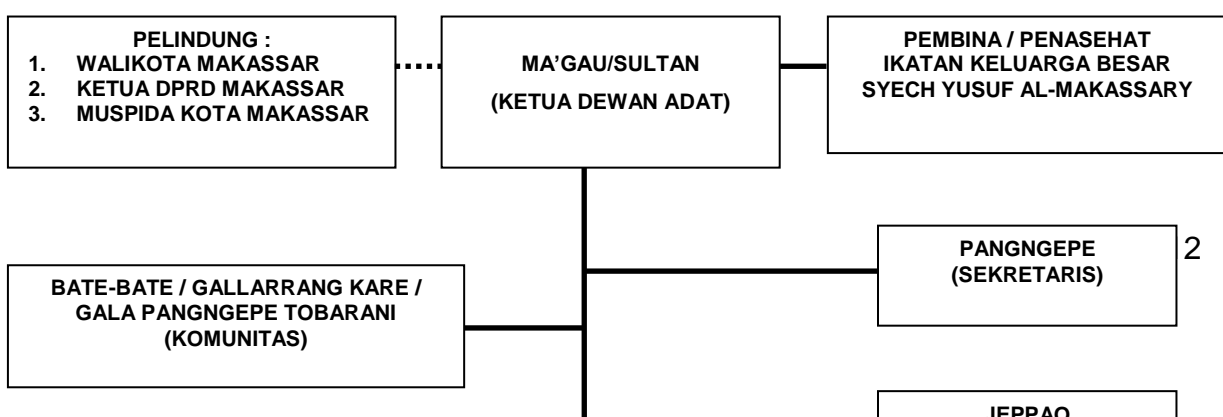 PELINDUNG :
1. WALIKOTA MAKASSAR
2. KETUA DPRD MAKASSAR
3. MUSPIDA KOTA MAKASSAR
MA'GAU/SULTAN
(KETUA DEWAN ADAT)
PEMBINA / PENASEHAT
IKATAN KELUARGA BESAR
SYECH YUSUF AL-MAKASSARY
PANGNGEPE
(SEKRETARIS)
2
BATE-BATE / GALLARRANG KARE /
GALA PANGNGEPE TOBARANI
(KOMUNITAS)